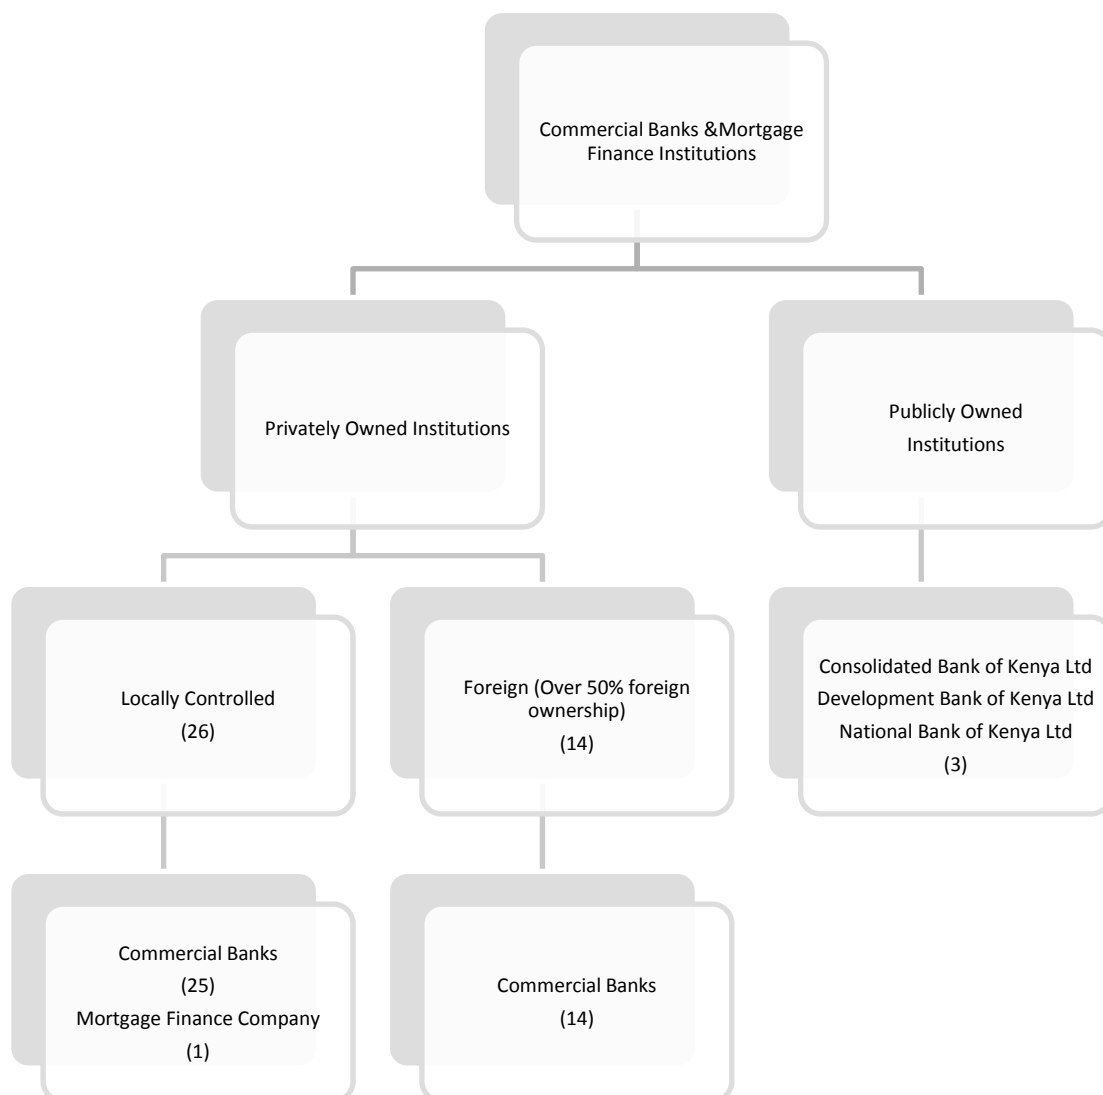 Commercial Banks &Mortgage
Finance Institutions
Privately Owned Institutions
Publicly Owned
Institutions
Locally Controlled
(26)
Foreign (Over 50% foreign
ownership)
(14)
Consolidated Bank of Kenya Ltd
Development Bank of Kenya Ltd
National Bank of Kenya Ltd
(3)
Commercial Banks
(25)
Mortgage Finance Company
(1)
Commercial Banks
(14)